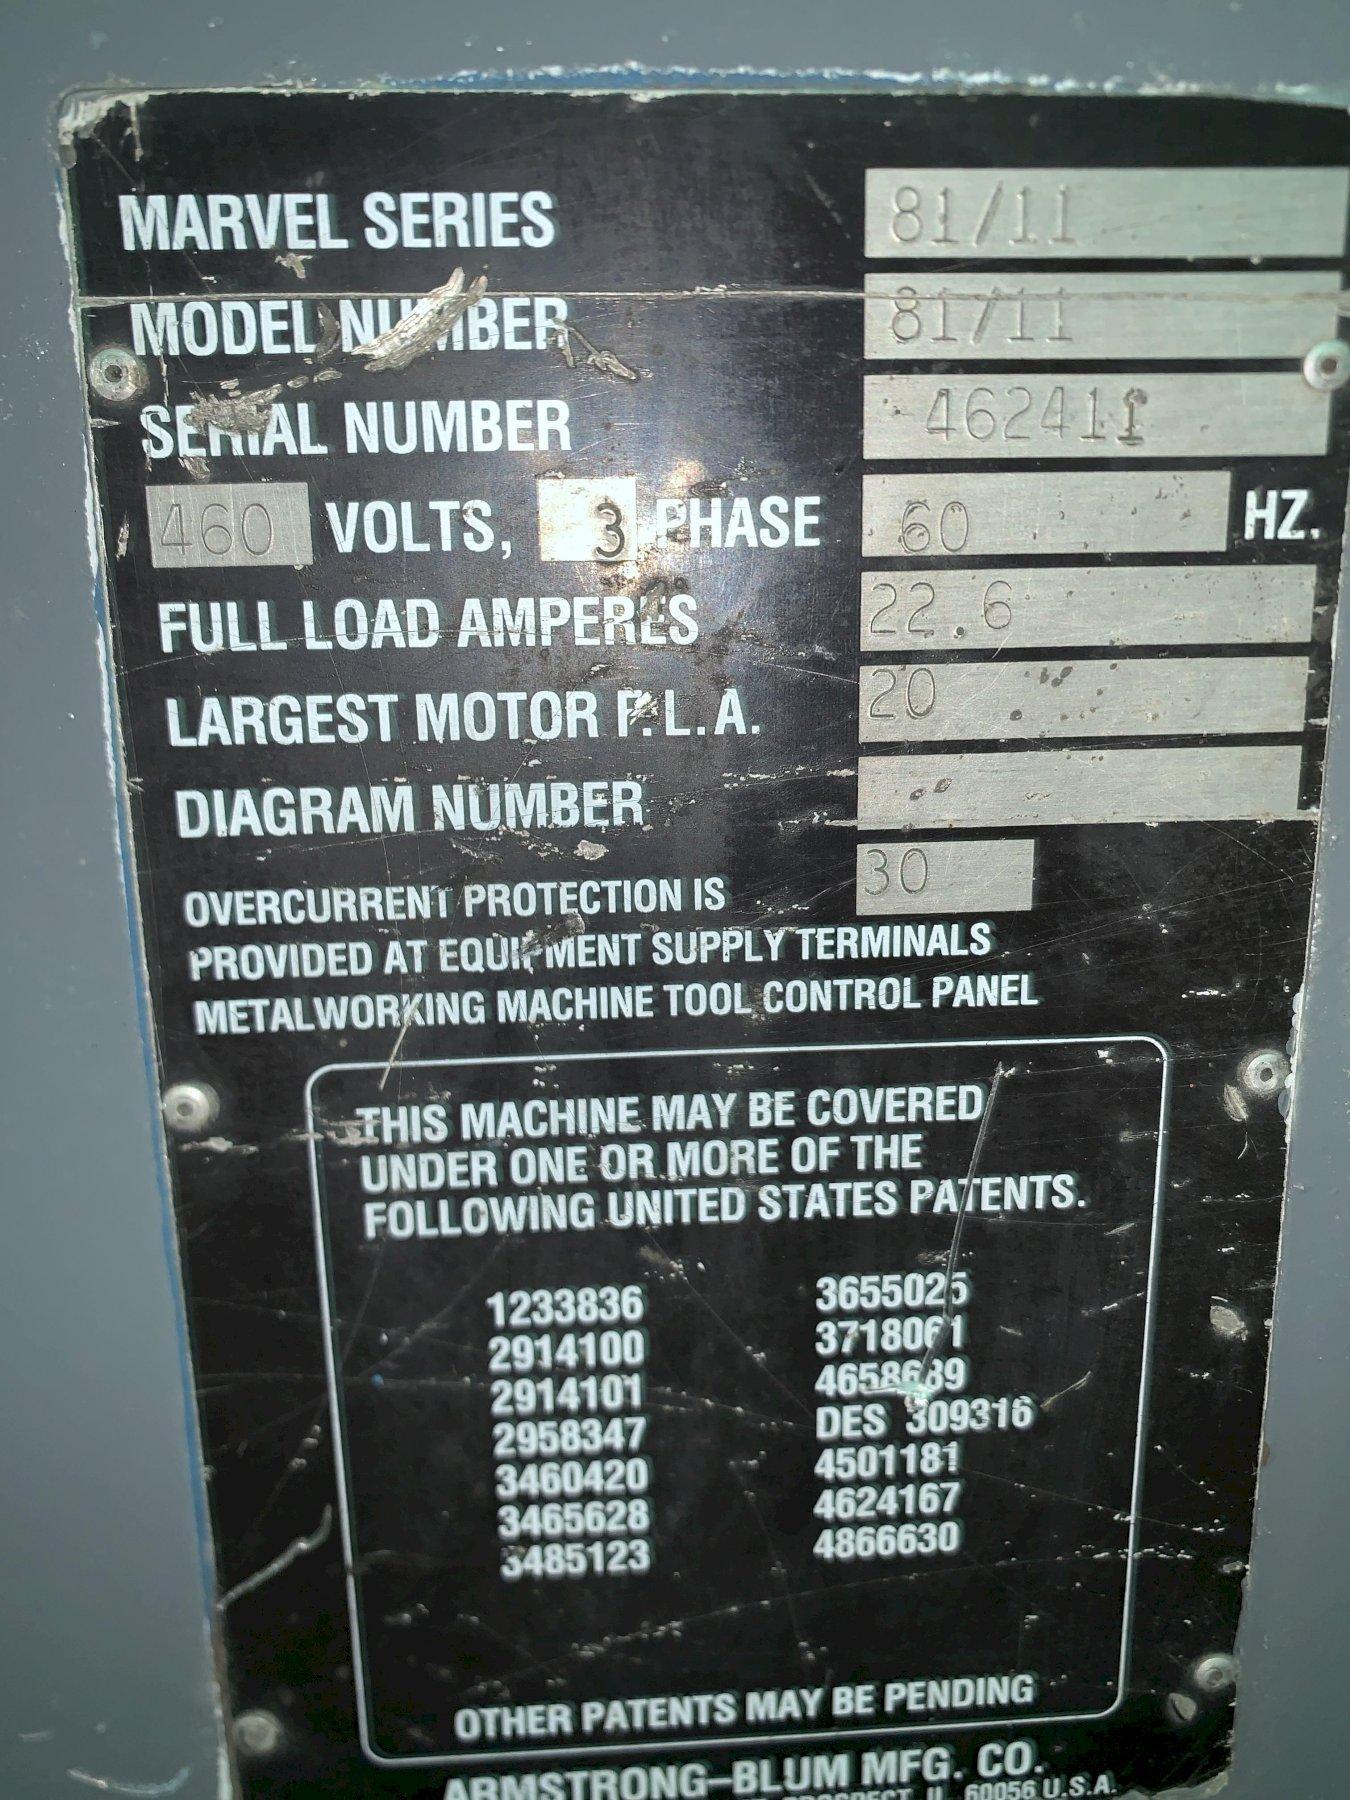 MARVEL SERIES 81/11
MODEL NUMBER 81/11
SERIAL NUMBER 462411
460 VOLTS, 3 PHASE 60 HZ.
FULL LOAD AMPERES 22.6
LARGEST MOTOR F.L.A. 20
DIAGRAM NUMBER
OVERCURRENT PROTECTION IS 30
PROVIDED AT EQUIPMENT SUPPLY TERMINALS
METALWORKING MACHINE TOOL CONTROL PANEL
THIS MACHINE MAY BE COVERED
UNDER ONE OR MORE OF THE
FOLLOWING UNITED STATES PATENTS.
1233836 3655025
2914100 3718061
2914101 4658689
2958347 DES 309316
3460420 4501181
3465628 4624167
3485123 4866630
OTHER PATENTS MAY BE PENDING
ARMSTRONG-BLUM MFG. CO.
PROSPECT, IL 60056 U.S.A.